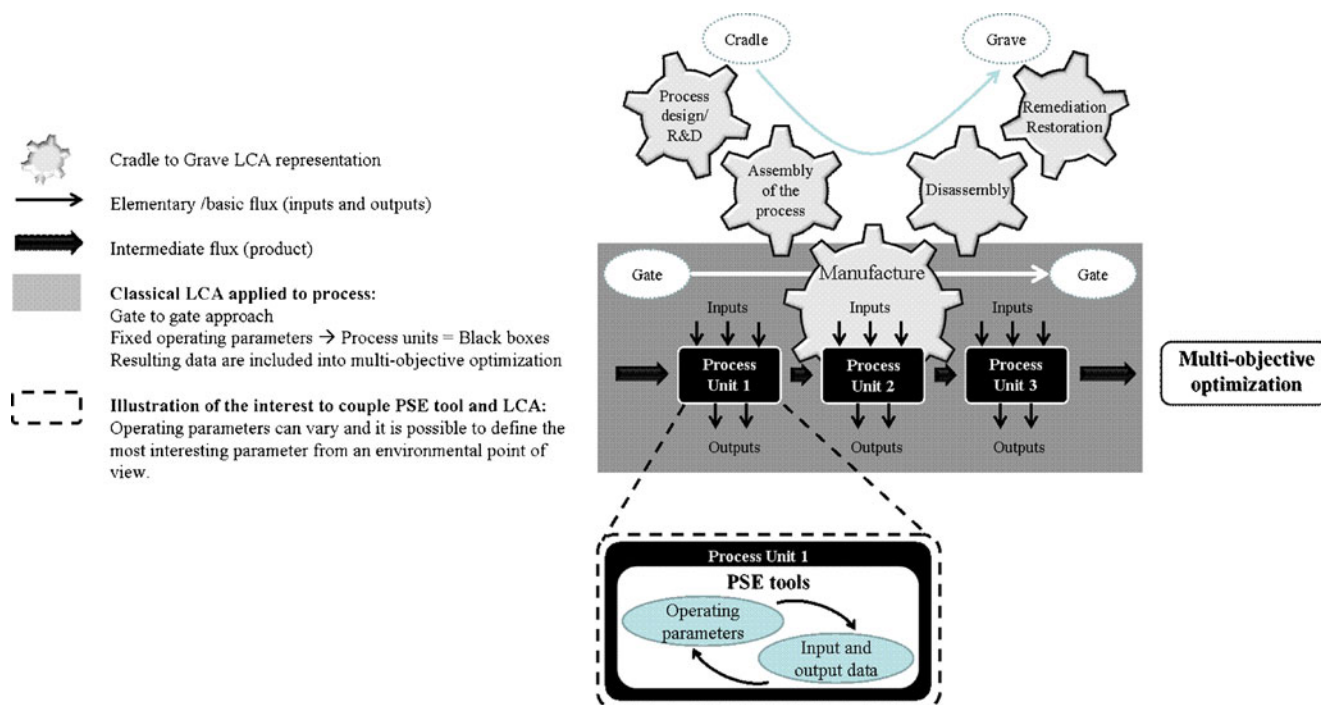 Cradle to Grave LCA representation
Elementary /basic flux (inputs and outputs)
Intermediate flux (product)
Classical LCA applied to process:
Gate to gate approach
Fixed operating parameters → Process units = Black boxes
Resulting data are included into multi-objective optimization
Illustration of the interest to couple PSE tool and LCA:
Operating parameters can vary and it is possible to define the
most interesting parameter from an environmental point of
view.
Cradle
Grave
Process
design/
R&D
Remediation
Restoration
Assembly
of the
process
Disassembly
Gate
Manufacture
Gate
Inputs
Inputs
Inputs
Process
Unit 1
Process
Unit 2
Process
Unit 3
Outputs
Outputs
Outputs
Multi-objective
optimization
Process Unit 1
PSE tools
Operating
parameters
Input and
output data